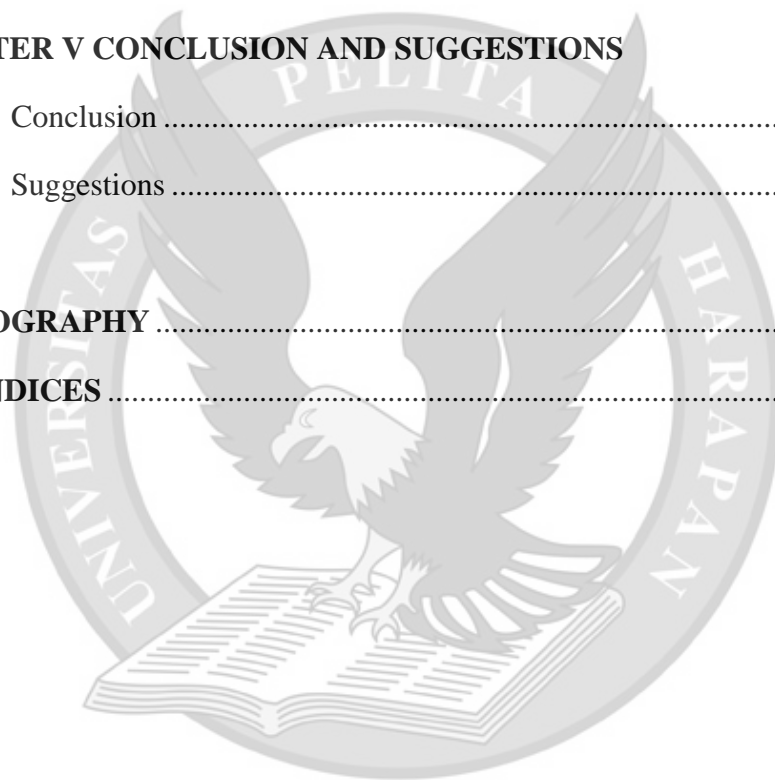 TER V CONCLUSION AND SUGGESTIONS
Conclusion ........................................................................................
Suggestions ........................................................................................
OGRAPHY ........................................................................................
NDICES ........................................................................................
UNIVERSITAS PELITA HARAPAN